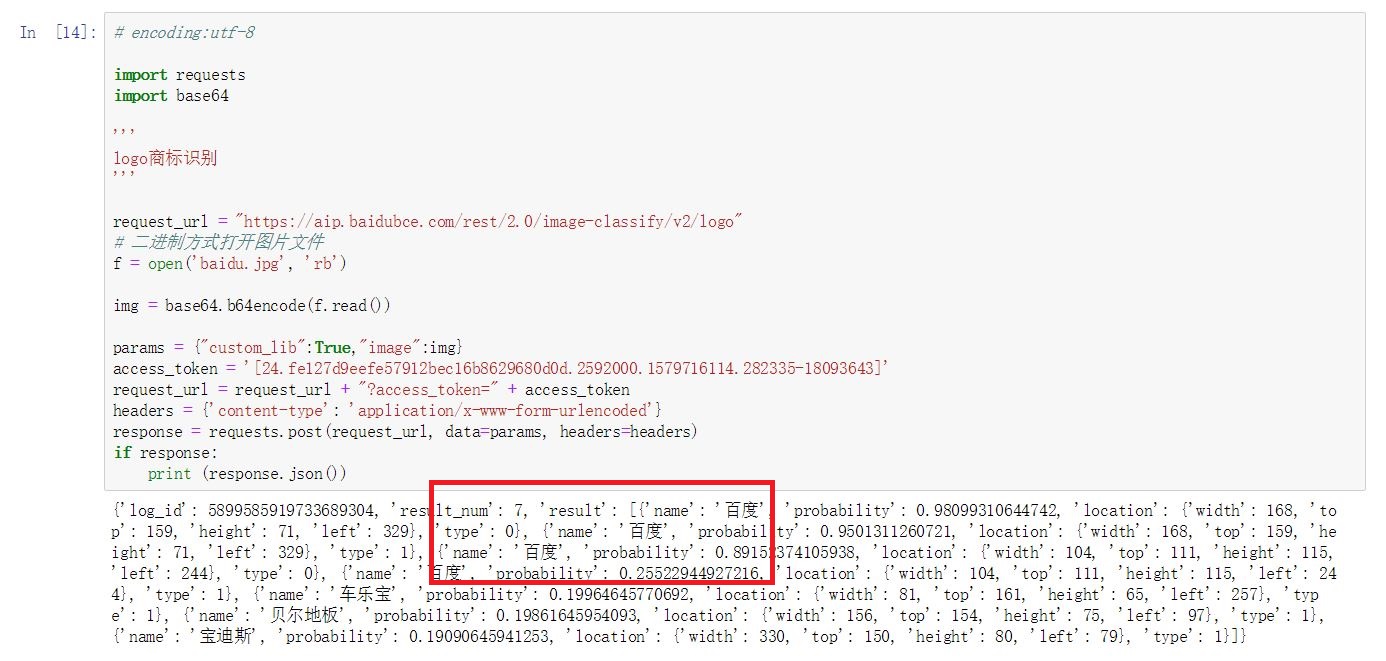 In [14]: # encoding:utf-8
import requests
import base64
'''
logo商标识别
'''
request_url = "https://aip.baidubce.com/rest/2.0/image-classify/v2/logo"
# 二进制方式打开图片文件
f = open('baidu.jpg', 'rb')
img = base64.b64encode(f.read())
params = {"custom_lib":True,"image":img}
access_token = '[24.fe127d9eefe57912bec16b8629680d0d.2592000.1579716114.282335-18093643]'
request_url = request_url + "?access_token=" + access_token
headers = {'content-type': 'application/x-www-form-urlencoded'}
response = requests.post(request_url, data=params, headers=headers)
if response:
    print (response.json())
{'log_id': 5899585919733689304, 'result_num': 7, 'result': [{'name': '百度', 'probability': 0.98099310644742, 'location': {'width': 168, 'to
p': 159, 'height': 71, 'left': 329}, 'type': 0}, {'name': '百度', 'probability': 0.9501311260721, 'location': {'width': 168, 'top': 159, 'he
ight': 71, 'left': 329}, 'type': 1}, {'name': '百度', 'probability': 0.89152374105938, 'location': {'width': 104, 'top': 111, 'height': 115,
'left': 244}, 'type': 0}, {'name': '百度', 'probability': 0.25522944927216, 'location': {'width': 104, 'top': 111, 'height': 115, 'left': 24
4}, 'type': 1}, {'name': '车乐宝', 'probability': 0.19964645770692, 'location': {'width': 81, 'top': 161, 'height': 65, 'left': 257}, 'typ
e': 1}, {'name': '贝尔地板', 'probability': 0.19861645954093, 'location': {'width': 156, 'top': 154, 'height': 75, 'left': 97}, 'type': 1},
{'name': '宝迪斯', 'probability': 0.19090645941253, 'location': {'width': 330, 'top': 150, 'height': 80, 'left': 79}, 'type': 1}]}